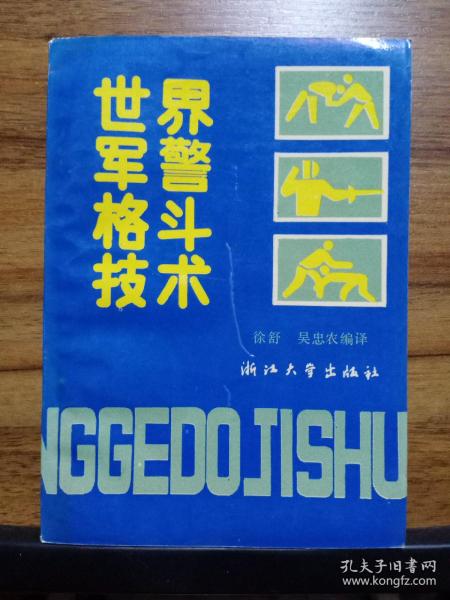 世界
军警
格斗
技术
徐舒 吴忠农编译
浙江大学出版社
NGGEDOJISHU
孔夫子旧书网
www.kongfz.com